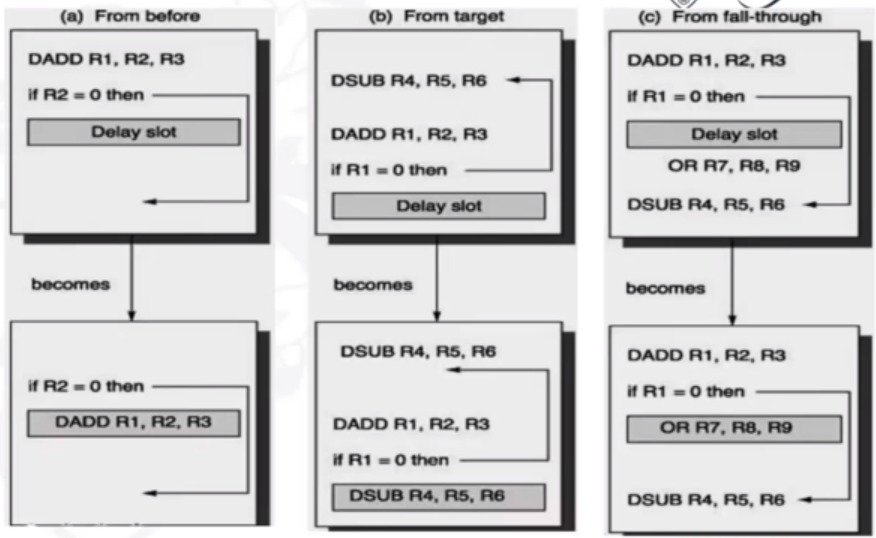 (a) From before
DADD R1, R2, R3
if R2 = 0 then
Delay slot
becomes
if R2 = 0 then
DADD R1, R2, R3
(b) From target
DSUB R4, R5, R6
DADD R1, R2, R3
if R1 = 0 then
Delay slot
becomes
DSUB R4, R5, R6
DADD R1, R2, R3
if R1 = 0 then
DSUB R4, R5, R6
(c) From fall-through
DADD R1, R2, R3
if R1 = 0 then
Delay slot
OR R7, R8, R9
DSUB R4, R5, R6
becomes
DADD R1, R2, R3
if R1 = 0 then
OR R7, R8, R9
DSUB R4, R5, R6